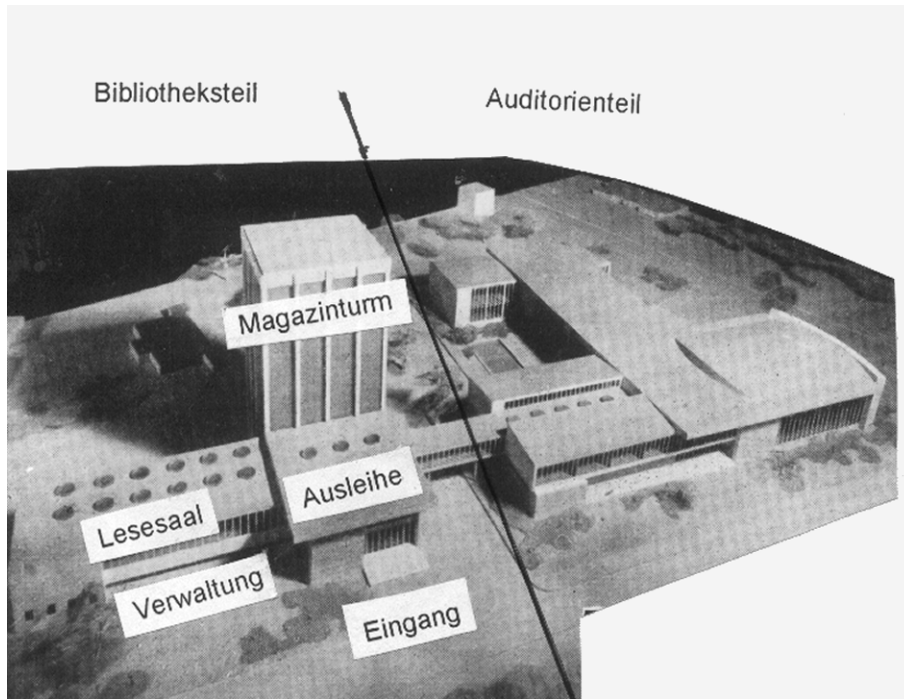 Bibliotheksteil
Auditorienteil
Magazinturm
Ausleihe
Lesesaal
Verwaltung
Eingang